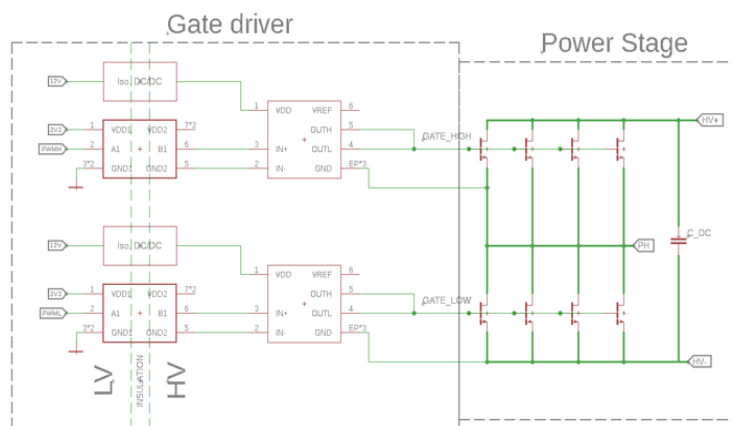 Gate driver
Power Stage
12V
Iso. DC/DC
1 VDD VREF 6
OUTH 5
3V3 1 VDD1 VDD2 7*2
GATE_HIGH
HV+
PWMH 2 A1 B1 6
3 IN+ OUTL 4
3*2 GND1 GND2 5
2 IN- GND EP*3
PH
C_DC
12V
Iso. DC/DC
1 VDD VREF 6
OUTH 5
3V3 1 VDD1 VDD2 7*2
GATE_LOW
PWML 2 A1 B1 6
3 IN+ OUTL 4
3*2 GND1 GND2 5
2 IN- GND EP*3
HV-
LV
INSULATION
HV